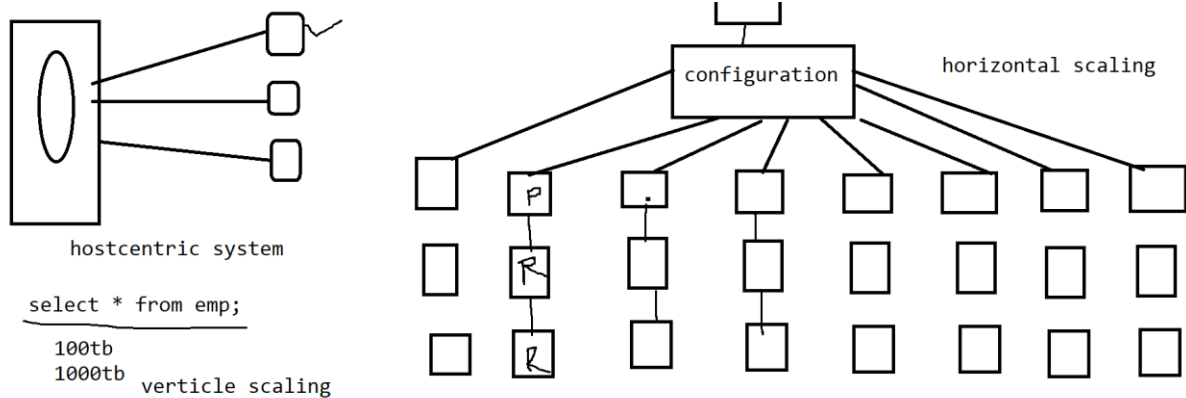 hostcentric system
select * from emp;
100tb
1000tb
verticle scaling
configuration
horizontal scaling
P
.
R
R